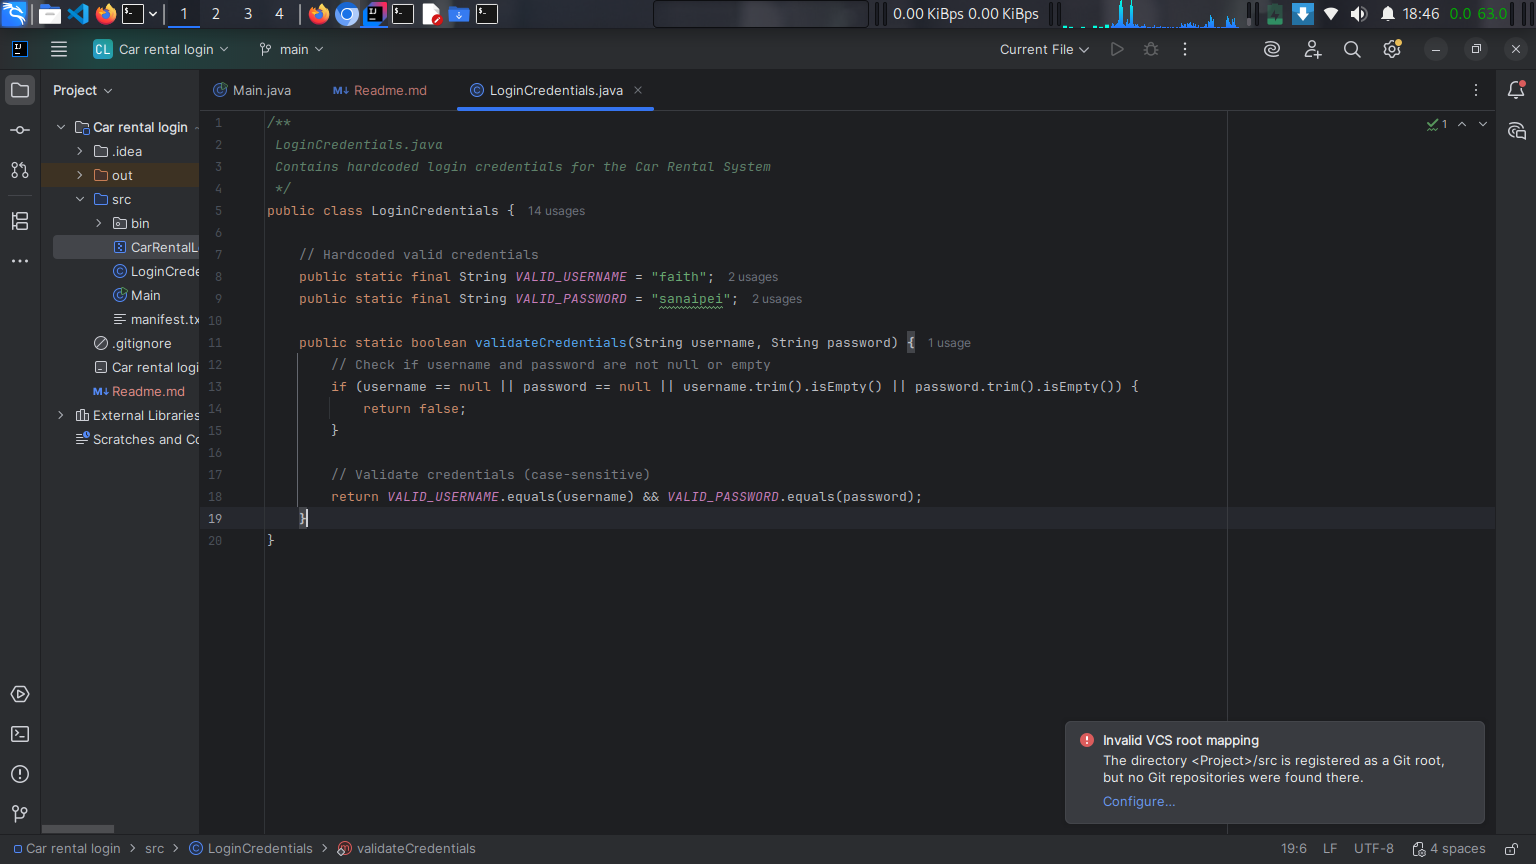 1 2 3 4
0.00 KiBps 0.00 KiBps
18:46 0.0 63.0
CL Car rental login main
Current File
Project
Main.java Readme.md LoginCredentials.java
Car rental login
.idea
out
src
bin
CarRentalL
LoginCrede
Main
manifest.tx
.gitignore
Car rental logi
Readme.md
External Libraries
Scratches and Co
1
1 /**
2 LoginCredentials.java
3 Contains hardcoded login credentials for the Car Rental System
4 */
5 public class LoginCredentials { 14 usages
6
7 // Hardcoded valid credentials
8 public static final String VALID_USERNAME = "faith"; 2 usages
9 public static final String VALID_PASSWORD = "sanaipei"; 2 usages
10
11 public static boolean validateCredentials(String username, String password) { 1 usage
12 // Check if username and password are not null or empty
13 if (username == null || password == null || username.trim().isEmpty() || password.trim().isEmpty()) {
14 return false;
15 }
16
17 // Validate credentials (case-sensitive)
18 return VALID_USERNAME.equals(username) && VALID_PASSWORD.equals(password);
19 }
20 }
Invalid VCS root mapping
The directory <Project>/src is registered as a Git root,
but no Git repositories were found there.
Configure...
Car rental login src LoginCredentials validateCredentials
19:6 LF UTF-8 4 spaces